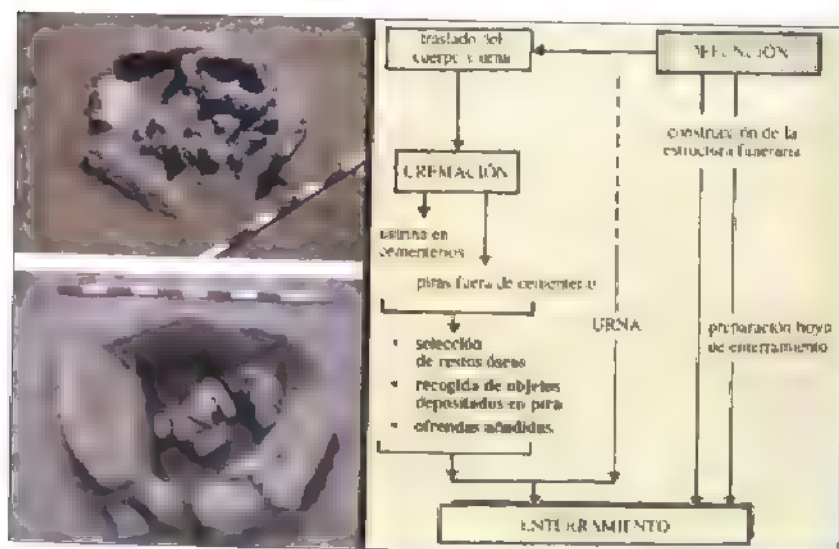 traslado del
cuerpo y urna
DEFUNCIÓN
construcción de la
estructura funeraria
CREMACIÓN
ustrina en
cementerios
piras fuera de cementerio
URNA
preparación hoyo
de enterramiento
• selección
de restos óseos
• recogida de objetos
depositados en pira
• ofrendas añadidas
ENTERRAMIENTO